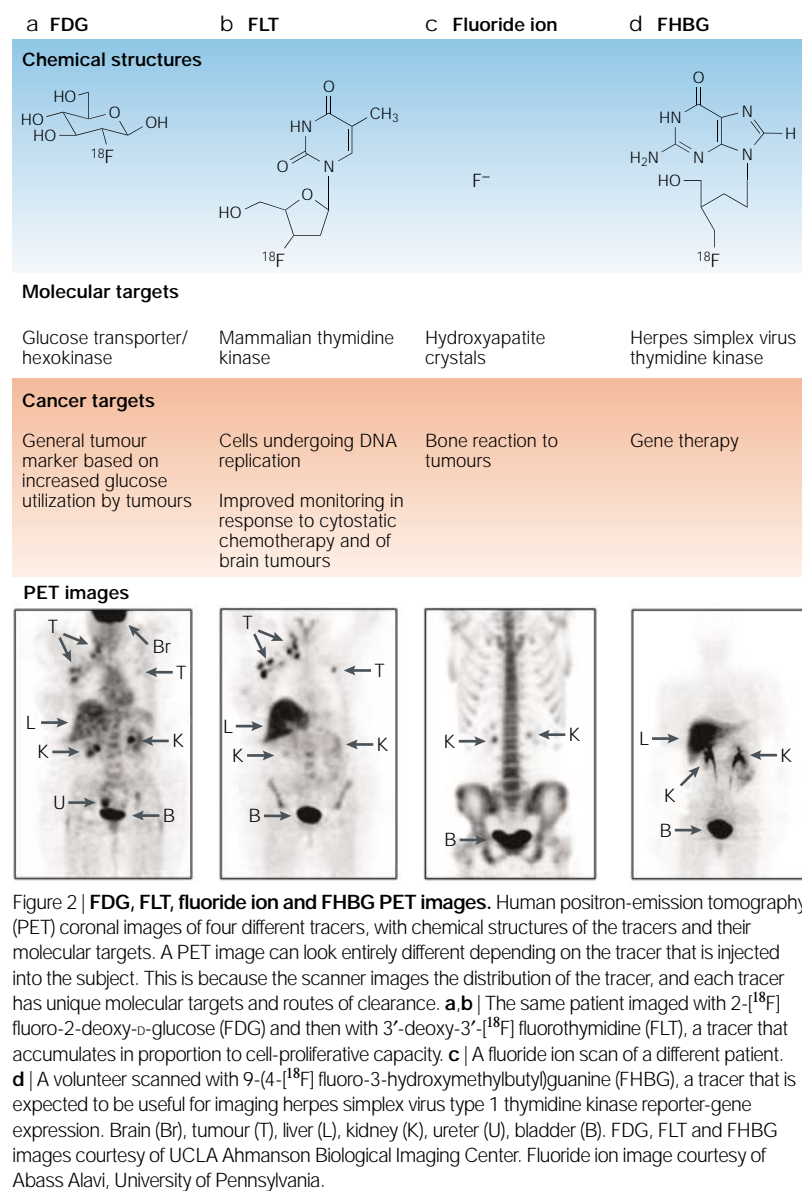 a FDG
b FLT
c Fluoride ion
d FHBG
Chemical structures
HO
HO
HO
O
OH
18F
O
CH3
HN
O
N
O
HO
18F
F–
O
HN
N
H
H2N
N
N
HO
18F
Molecular targets
Glucose transporter/
hexokinase
Mammalian thymidine
kinase
Hydroxyapatite
crystals
Herpes simplex virus
thymidine kinase
Cancer targets
General tumour
marker based on
increased glucose
utilization by tumours
Cells undergoing DNA
replication
Improved monitoring in
response to cytostatic
chemotherapy and of
brain tumours
Bone reaction to
tumours
Gene therapy
PET images
T
Br
T
L
K
K
U
B
T
T
L
K
K
B
K
K
B
L
K
K
B
Figure 2 | FDG, FLT, fluoride ion and FHBG PET images. Human positron-emission tomography
(PET) coronal images of four different tracers, with chemical structures of the tracers and their
molecular targets. A PET image can look entirely different depending on the tracer that is injected
into the subject. This is because the scanner images the distribution of the tracer, and each tracer
has unique molecular targets and routes of clearance. a,b | The same patient imaged with 2-[18F]
fluoro-2-deoxy-D-glucose (FDG) and then with 3′-deoxy-3′-[18F] fluorothymidine (FLT), a tracer that
accumulates in proportion to cell-proliferative capacity. c | A fluoride ion scan of a different patient.
d | A volunteer scanned with 9-(4-[18F] fluoro-3-hydroxymethylbutyl)guanine (FHBG), a tracer that is
expected to be useful for imaging herpes simplex virus type 1 thymidine kinase reporter-gene
expression. Brain (Br), tumour (T), liver (L), kidney (K), ureter (U), bladder (B). FDG, FLT and FHBG
images courtesy of UCLA Ahmanson Biological Imaging Center. Fluoride ion image courtesy of
Abass Alavi, University of Pennsylvania.